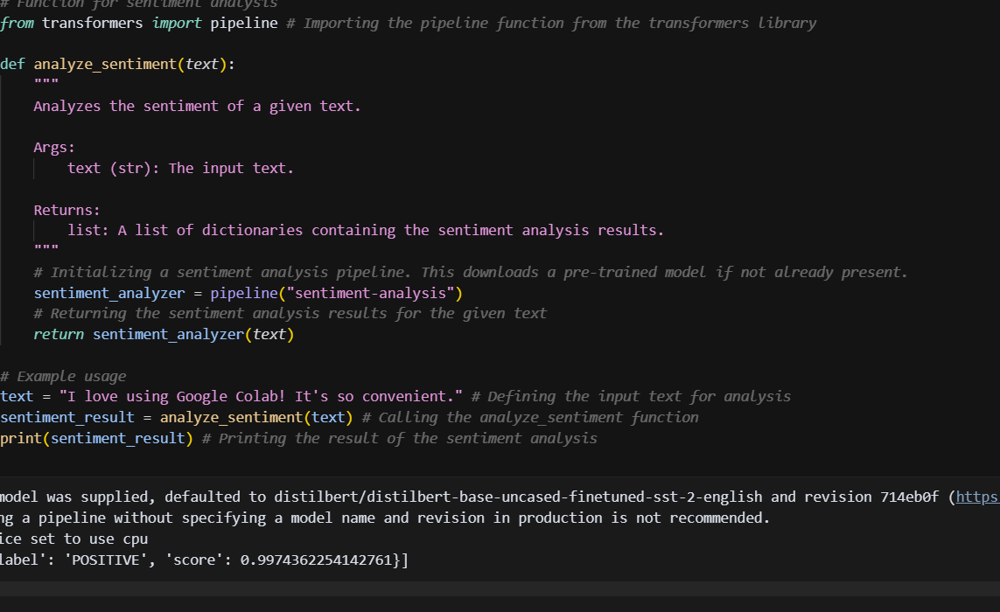 # Function for sentiment analysis
from transformers import pipeline # Importing the pipeline function from the transformers library
def analyze_sentiment(text):
"""
Analyzes the sentiment of a given text.
Args:
text (str): The input text.
Returns:
list: A list of dictionaries containing the sentiment analysis results.
"""
# Initializing a sentiment analysis pipeline. This downloads a pre-trained model if not already present.
sentiment_analyzer = pipeline("sentiment-analysis")
# Returning the sentiment analysis results for the given text
return sentiment_analyzer(text)
# Example usage
text = "I love using Google Colab! It's so convenient." # Defining the input text for analysis
sentiment_result = analyze_sentiment(text) # Calling the analyze_sentiment function
print(sentiment_result) # Printing the result of the sentiment analysis
model was supplied, defaulted to distilbert/distilbert-base-uncased-finetuned-sst-2-english and revision 714eb0f (https
ng a pipeline without specifying a model name and revision in production is not recommended.
ice set to use cpu
label': 'POSITIVE', 'score': 0.9974362254142761}]